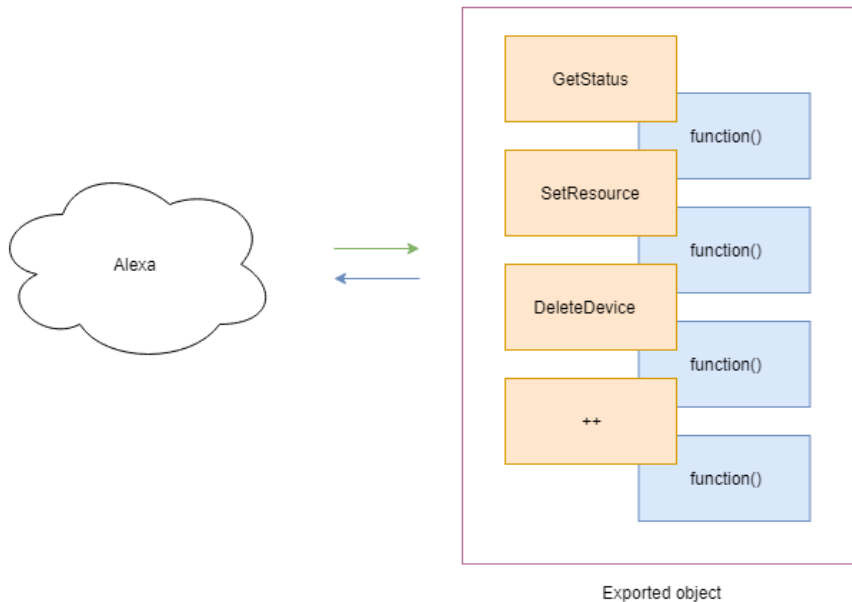 GetStatus
function()
SetResource
function()
Alexa
DeleteDevice
function()
++
function()
Exported object